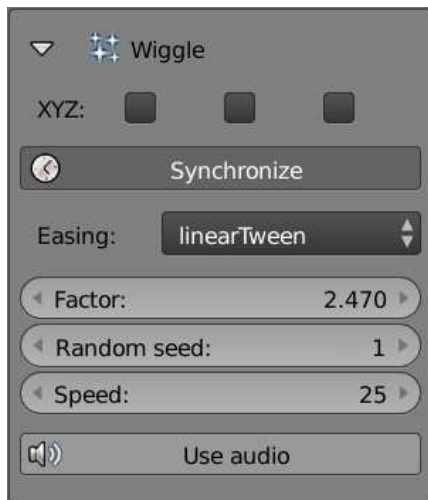 Wiggle
XYZ:
Synchronize
Easing: linearTween
Factor: 2.470
Random seed: 1
Speed: 25
Use audio